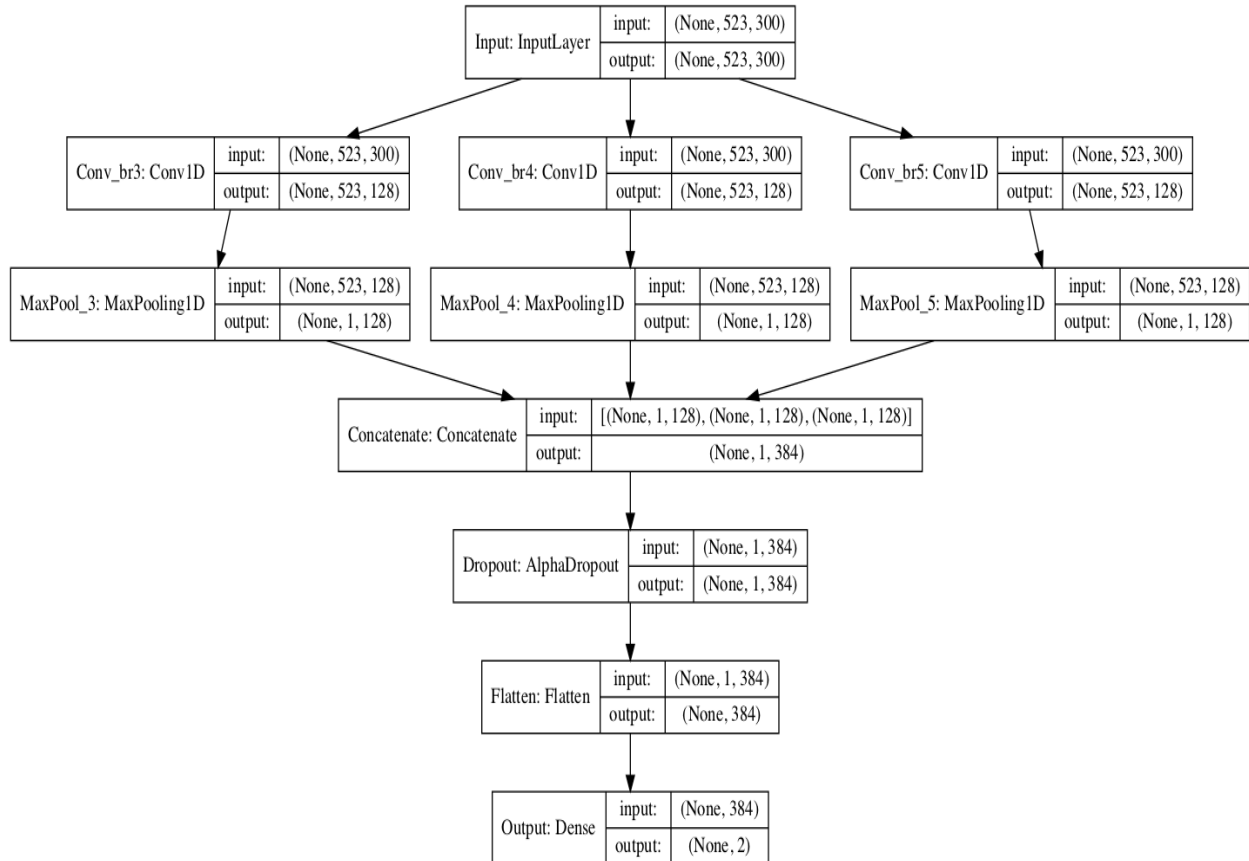 Input: InputLayer
input: (None, 523, 300)
output: (None, 523, 300)
Conv_br3: Conv1D
input: (None, 523, 300)
output: (None, 523, 128)
Conv_br4: Conv1D
input: (None, 523, 300)
output: (None, 523, 128)
Conv_br5: Conv1D
input: (None, 523, 300)
output: (None, 523, 128)
MaxPool_3: MaxPooling1D
input: (None, 523, 128)
output: (None, 1, 128)
MaxPool_4: MaxPooling1D
input: (None, 523, 128)
output: (None, 1, 128)
MaxPool_5: MaxPooling1D
input: (None, 523, 128)
output: (None, 1, 128)
Concatenate: Concatenate
input: [(None, 1, 128), (None, 1, 128), (None, 1, 128)]
output: (None, 1, 384)
Dropout: AlphaDropout
input: (None, 1, 384)
output: (None, 1, 384)
Flatten: Flatten
input: (None, 1, 384)
output: (None, 384)
Output: Dense
input: (None, 384)
output: (None, 2)